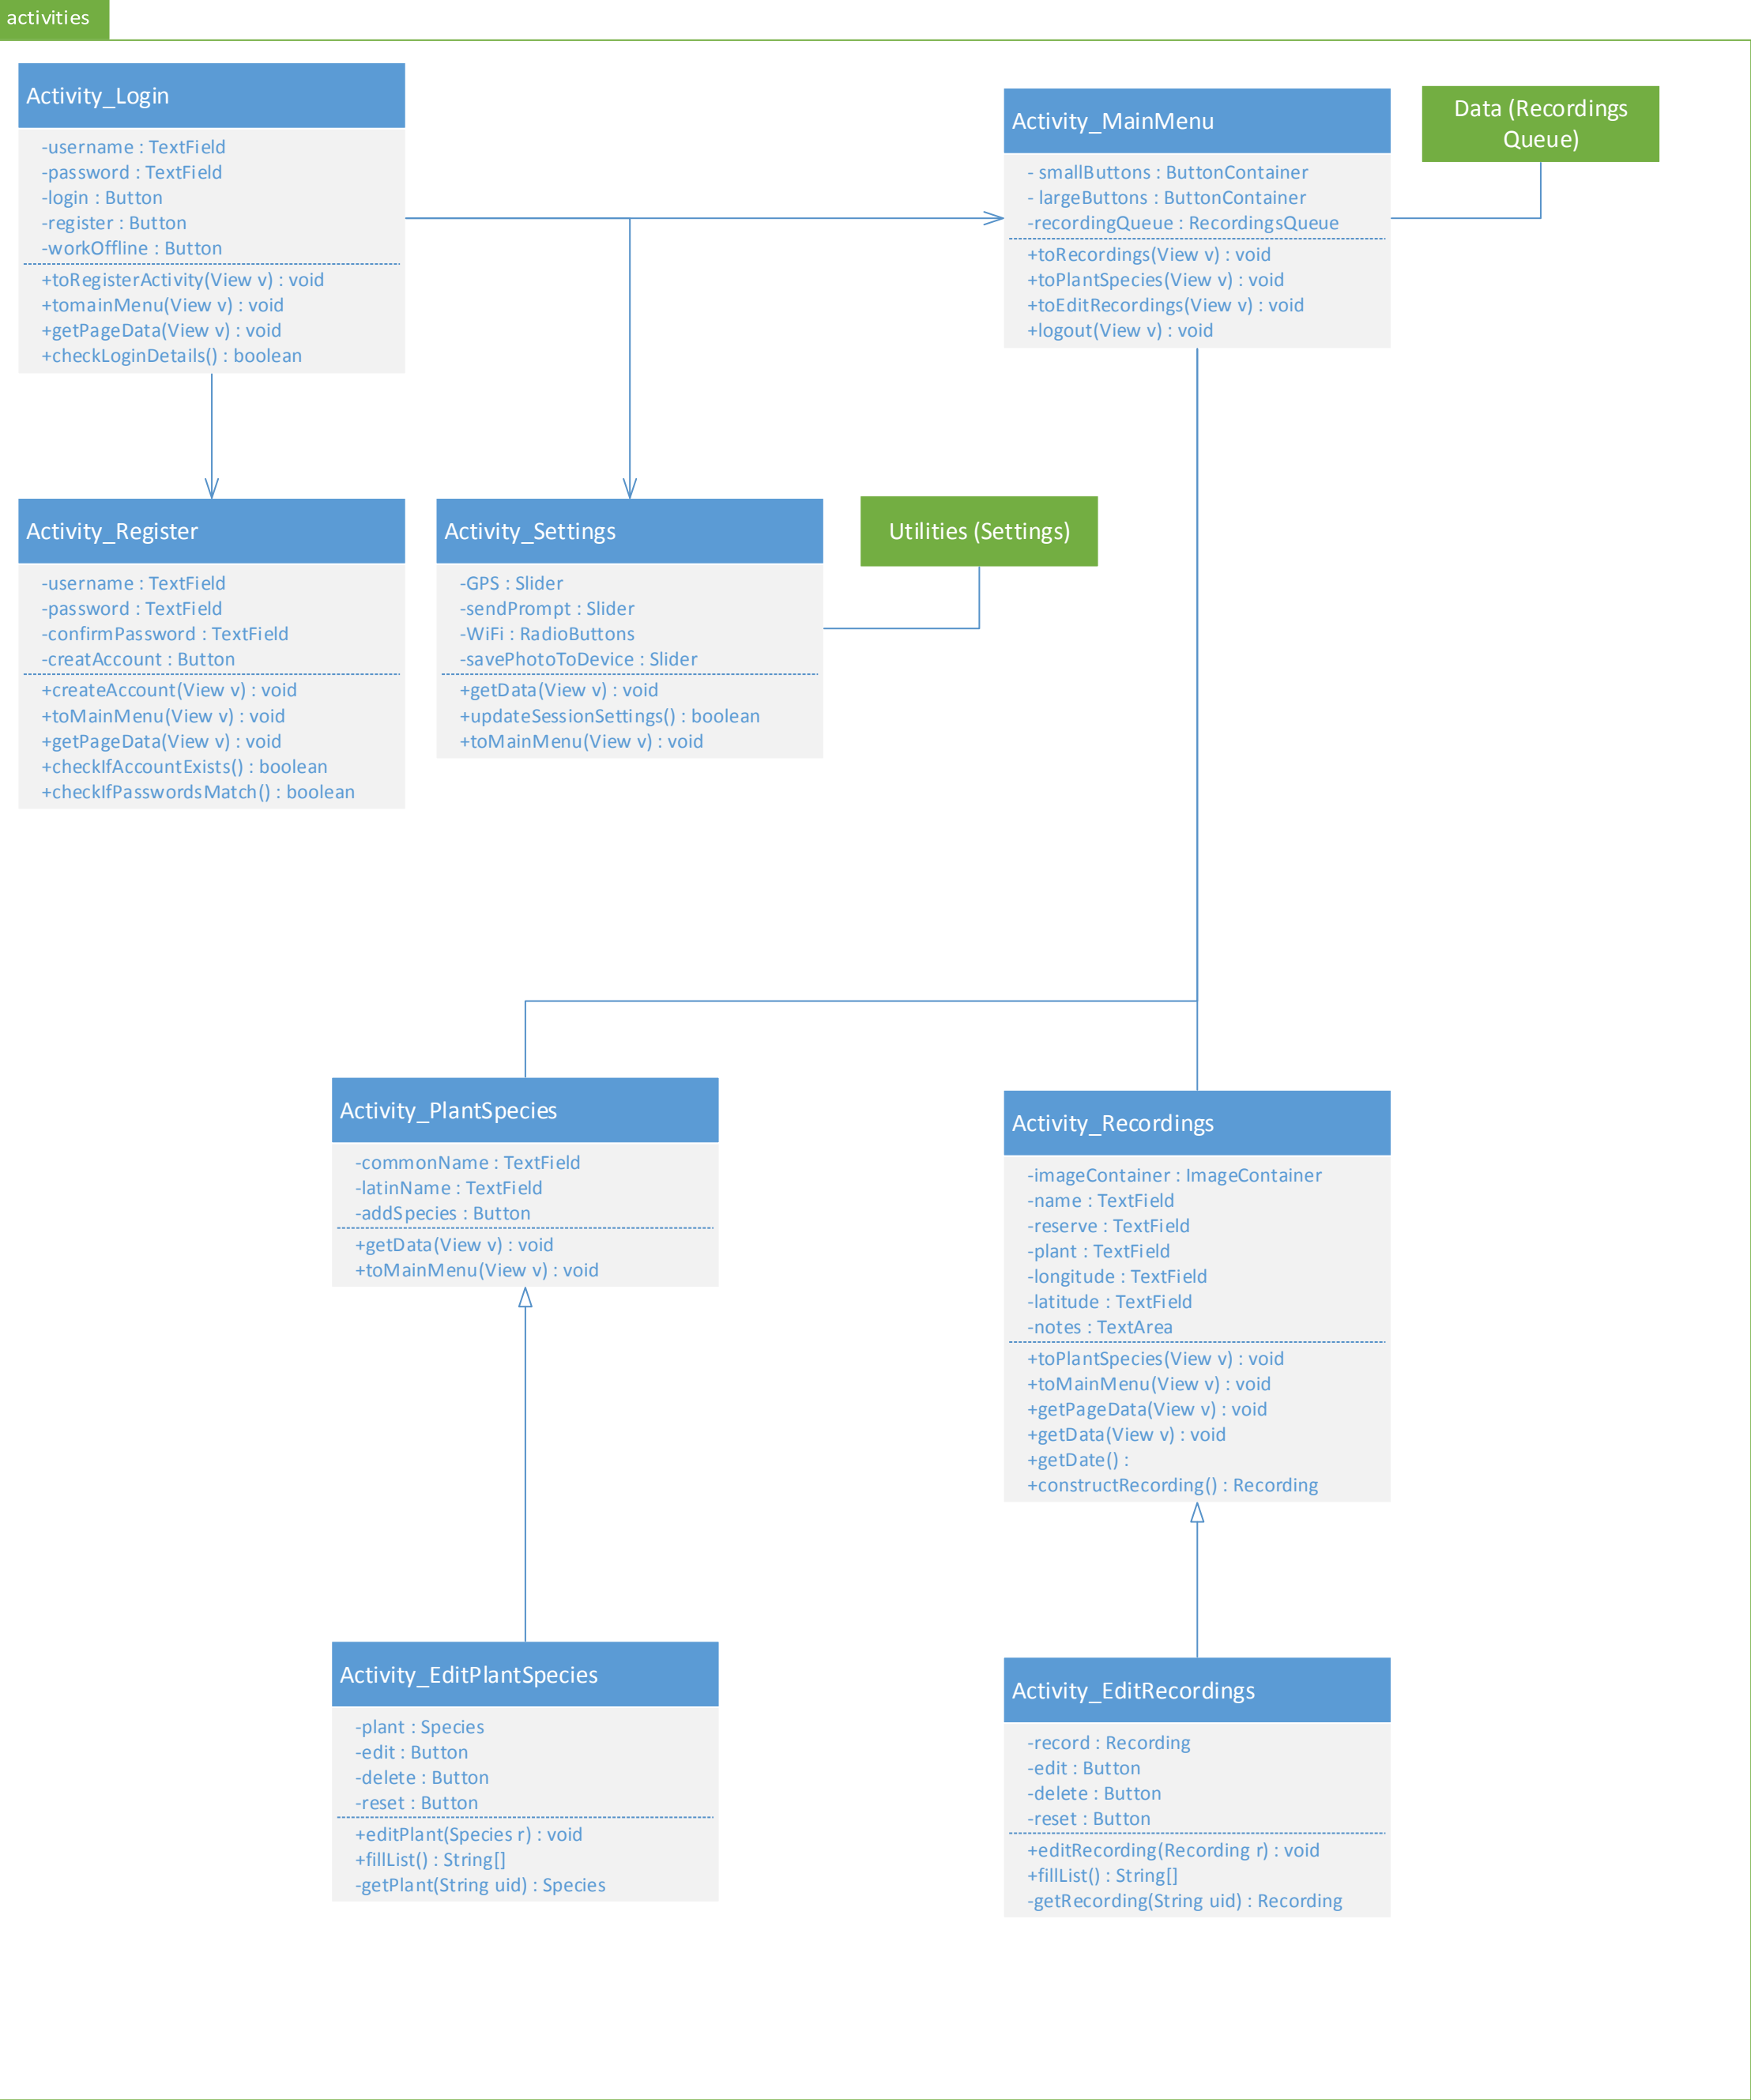 activities
Activity_Login
-username : TextField
-password : TextField
-login : Button
-register : Button
-workOffline : Button
+toRegisterActivity(View v) : void
+tomainMenu(View v) : void
+getPageData(View v) : void
+checkLoginDetails() : boolean
Activity_MainMenu
- smallButtons : ButtonContainer
- largeButtons : ButtonContainer
-recordingQueue : RecordingsQueue
+toRecordings(View v) : void
+toPlantSpecies(View v) : void
+toEditRecordings(View v) : void
+logout(View v) : void
Data (Recordings
Queue)
Activity_Register
-username : TextField
-password : TextField
-confirmPassword : TextField
-creatAccount : Button
+createAccount(View v) : void
+toMainMenu(View v) : void
+getPageData(View v) : void
+checkIfAccountExists() : boolean
+checkIfPasswordsMatch() : boolean
Activity_Settings
-GPS : Slider
-sendPrompt : Slider
-WiFi : RadioButtons
-savePhotoToDevice : Slider
+getData(View v) : void
+updateSessionSettings() : boolean
+toMainMenu(View v) : void
Utilities (Settings)
Activity_PlantSpecies
-commonName : TextField
-latinName : TextField
-addSpecies : Button
+getData(View v) : void
+toMainMenu(View v) : void
Activity_Recordings
-imageContainer : ImageContainer
-name : TextField
-reserve : TextField
-plant : TextField
-longitude : TextField
-latitude : TextField
-notes : TextArea
+toPlantSpecies(View v) : void
+toMainMenu(View v) : void
+getPageData(View v) : void
+getData(View v) : void
+getDate() :
+constructRecording() : Recording
Activity_EditPlantSpecies
-plant : Species
-edit : Button
-delete : Button
-reset : Button
+editPlant(Species r) : void
+fillList() : String[]
-getPlant(String uid) : Species
Activity_EditRecordings
-record : Recording
-edit : Button
-delete : Button
-reset : Button
+editRecording(Recording r) : void
+fillList() : String[]
-getRecording(String uid) : Recording